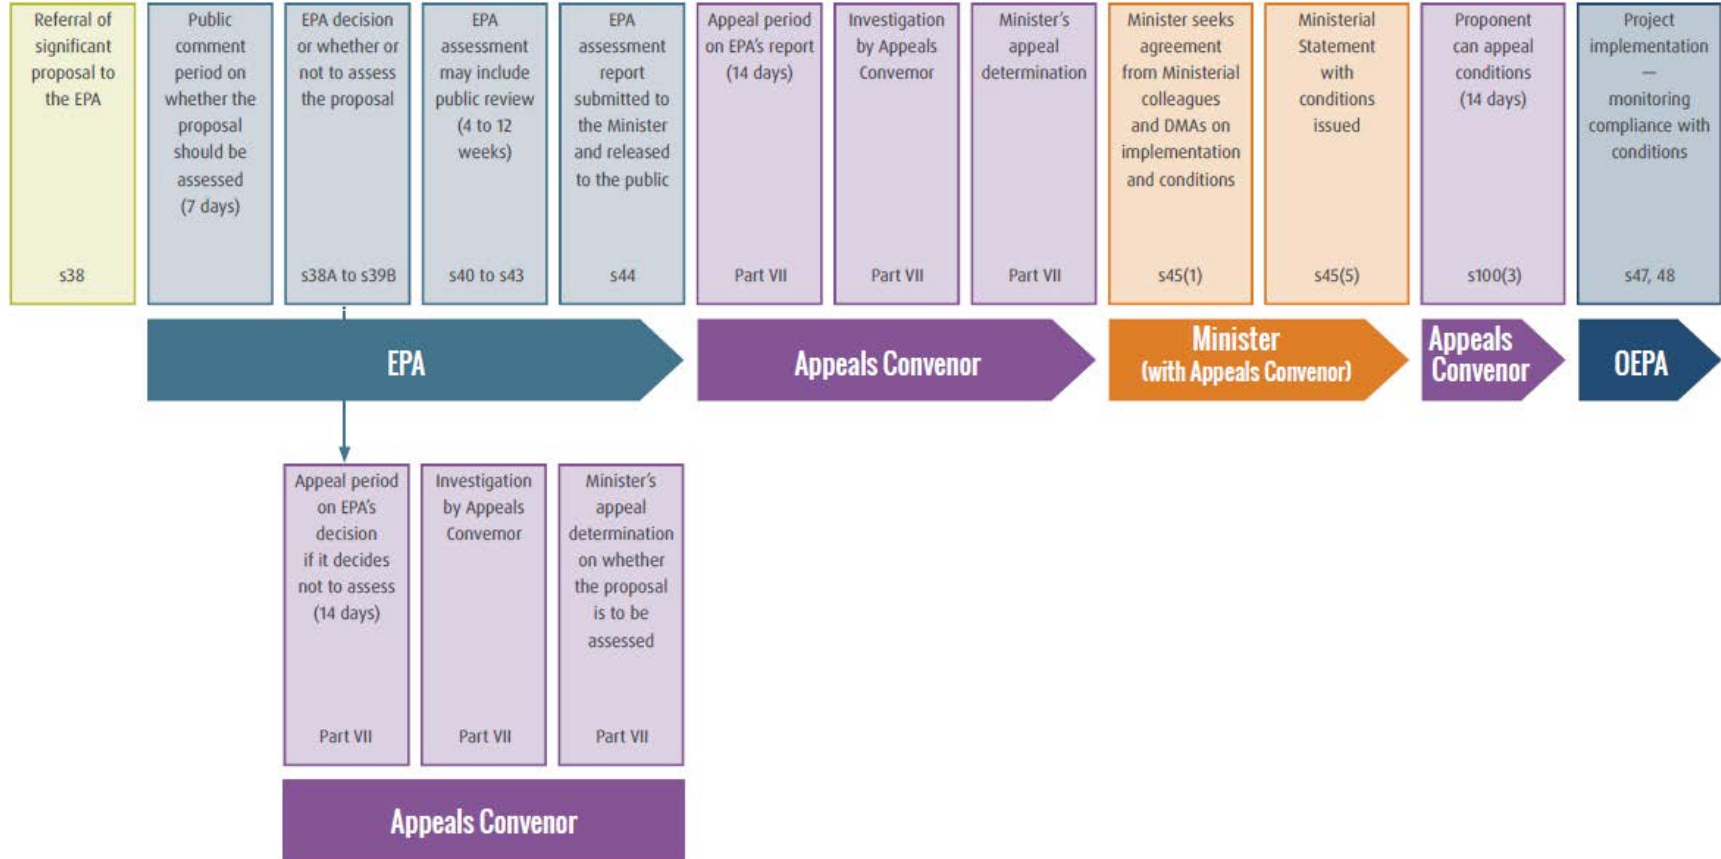 Referral of
significant
proposal to
the EPA
s38
Public
comment
period on
whether the
proposal
should be
assessed
(7 days)
EPA decision
or whether or
not to assess
the proposal
s38A to s39B
EPA
assessment
may include
public review
(4 to 12
weeks)
s40 to s43
EPA
assessment
report
submitted to
the Minister
and released
to the public
s44
Appeal period
on EPA's report
(14 days)
Part VII
Investigation
by Appeals
Convernor
Part VII
Minister's
appeal
determination
Part VII
Minister seeks
agreement
from Ministerial
colleagues
and DMAs on
implementation
and conditions
s45(1)
Ministerial
Statement
with
conditions
issued
s45(5)
Proponent
can appeal
conditions
(14 days)
s100(3)
Project
implementation
—
monitoring
compliance with
conditions
s47, 48
EPA
Appeals Convenor
Minister
(with Appeals Convenor)
Appeals
Convenor
OEPA
Appeal period
on EPA's
decision
if it decides
not to assess
(14 days)
Part VII
Investigation
by Appeals
Convernor
Part VII
Minister's
appeal
determination
on whether
the proposal
is to be
assessed
Part VII
Appeals Convenor